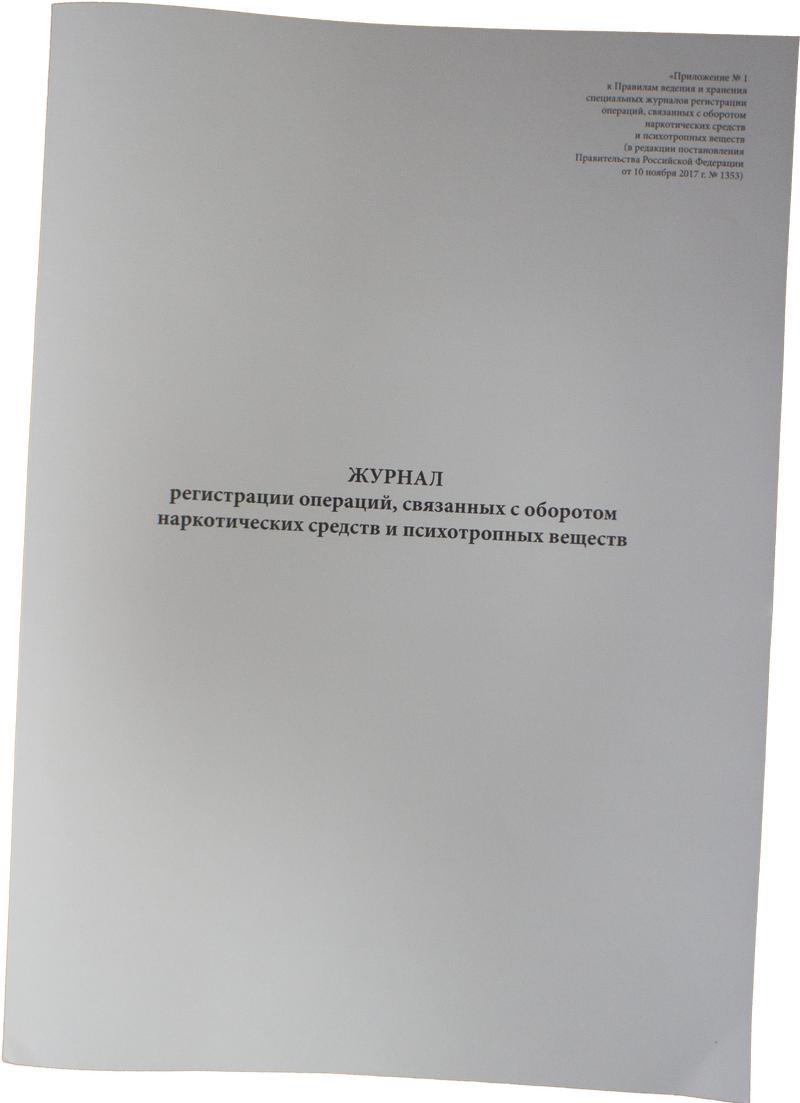 «Приложение № 1
к Правилам ведения и хранения
специальных журналов регистрации
операций, связанных с оборотом
наркотических средств
и психотропных веществ
(в редакции постановления
Правительства Российской Федерации
от 10 ноября 2017 г. № 1353)
ЖУРНАЛ
регистрации операций, связанных с оборотом
наркотических средств и психотропных веществ